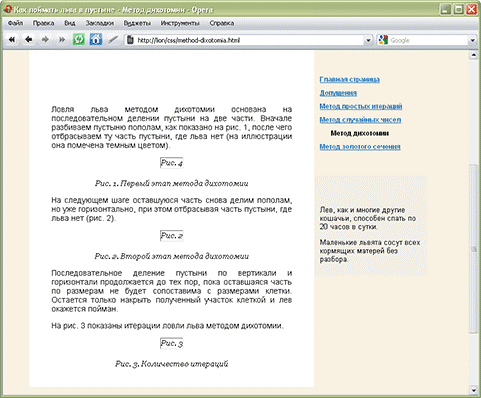 Как поймать льва в пустыне - Метод дихотомии - Opera
Файл Правка Вид Закладки Виджеты Инструменты Справка
http://lion/css/method-dixotomia.html
Google
Ловля льва методом дихотомии основана на
последовательном делении пустыни на две части. Вначале
разбиваем пустыню пополам, как показано на рис. 1, после чего
отбрасываем ту часть пустыни, где льва нет (на иллюстрации
она помечена темным цветом).
Рис. 4
Рис. 1. Первый этап метода дихотомии
На следующем шаге оставшуюся часть снова делим пополам,
но уже горизонтально, при этом отбрасывая часть пустыни, где
льва нет (рис. 2).
Рис. 2
Рис. 2. Второй этап метода дихотомии
Последовательное деление пустыни по вертикали и
горизонтали продолжается до тех пор, пока оставшаяся часть
по размерам не будет сопоставима с размерами клетки.
Остается только накрыть полученный участок клеткой и лев
окажется пойман.
На рис. 3 показаны итерации ловли льва методом дихотомии.
Рис. 3
Рис. 3. Количество итераций
Главная страница
Допущения
Метод простых итераций
Метод случайных чисел
Метод дихотомии
Метод золотого сечения
Лев, как и многие другие
кошачьи, способен спать по
20 часов в сутки.
Маленькие львята сосут всех
кормящих матерей без
разбора.